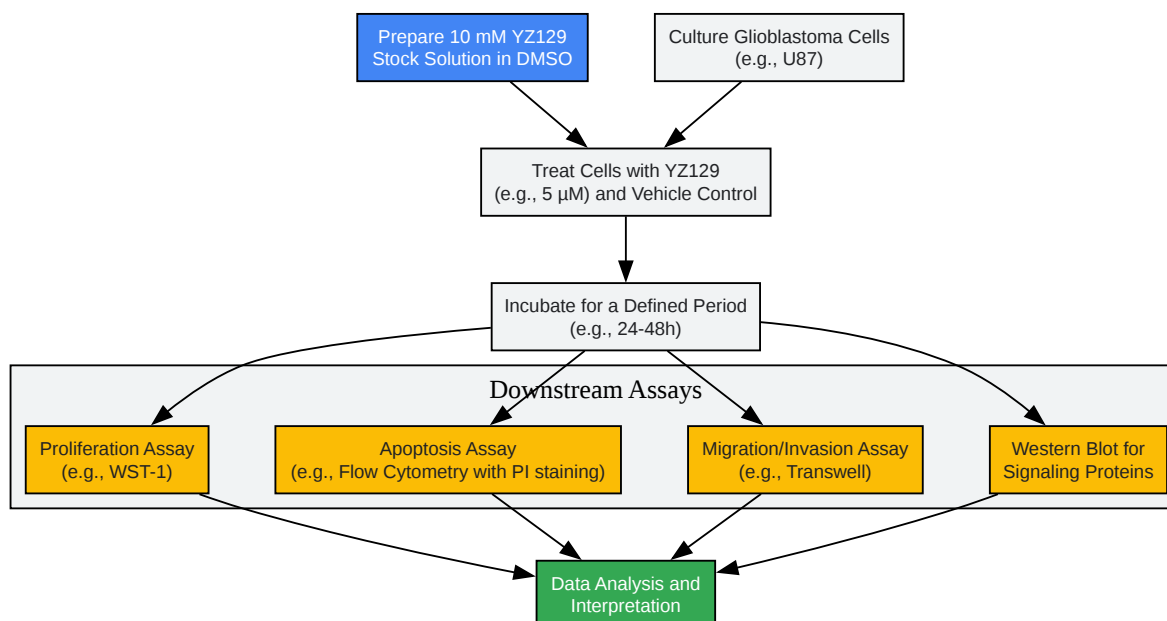 Prepare 10 mM YZ129
Stock Solution in DMSO
Culture Glioblastoma Cells
(e.g., U87)
Treat Cells with YZ129
(e.g., 5 µM) and Vehicle Control
Incubate for a Defined Period
(e.g., 24-48h)
Downstream Assays
Proliferation Assay
(e.g., WST-1)
Apoptosis Assay
(e.g., Flow Cytometry with PI staining)
Migration/Invasion Assay
(e.g., Transwell)
Western Blot for
Signaling Proteins
Data Analysis and
Interpretation